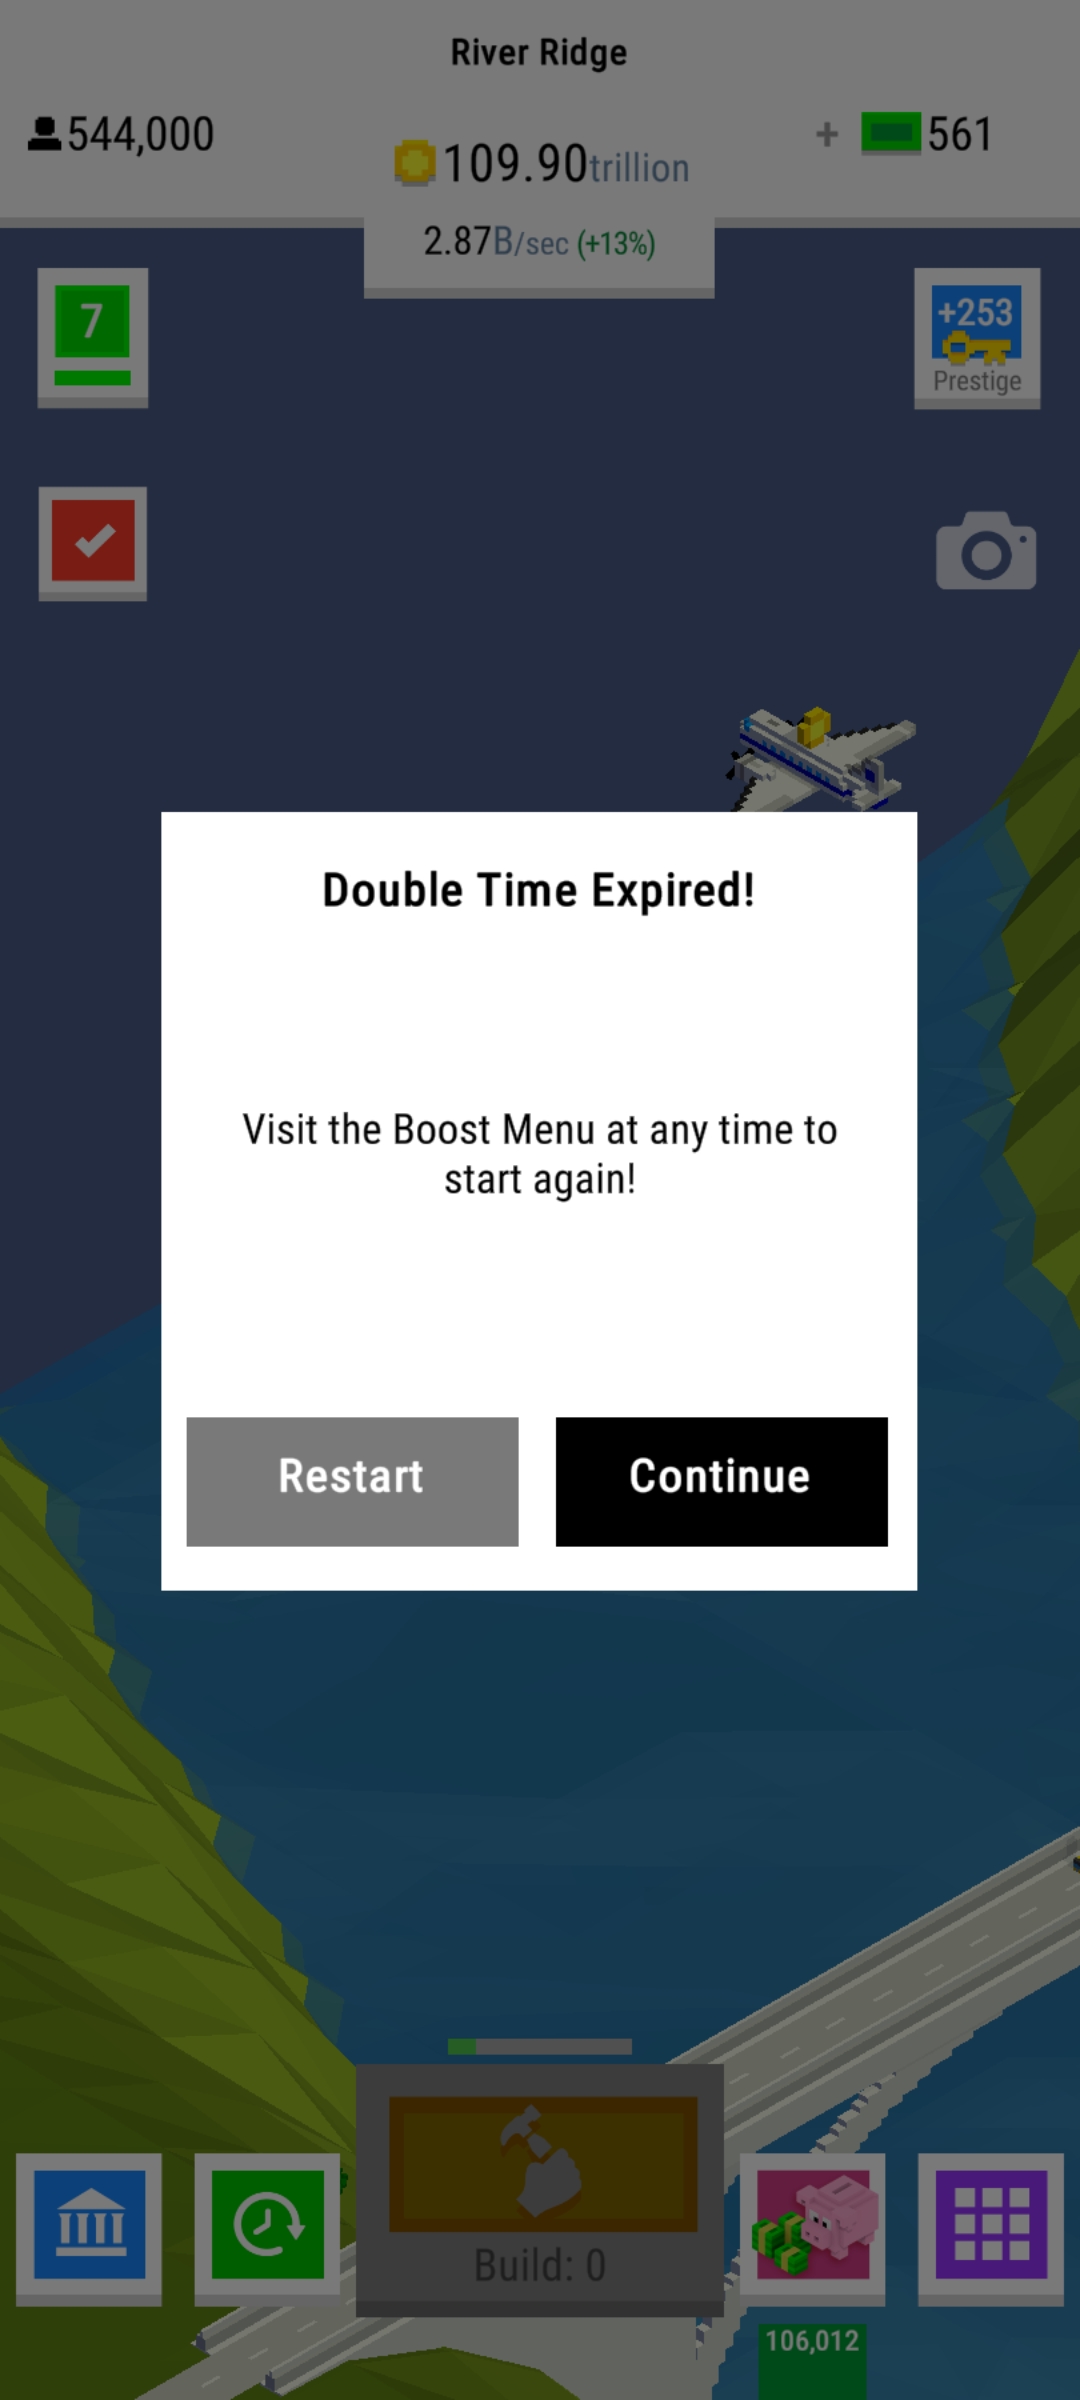 River Ridge
544,000
109.90trillion
+ 561
2.87B/sec (+13%)
7
+253
Prestige
Double Time Expired!
Visit the Boost Menu at any time to
start again!
Restart
Continue
Build: 0
106,012